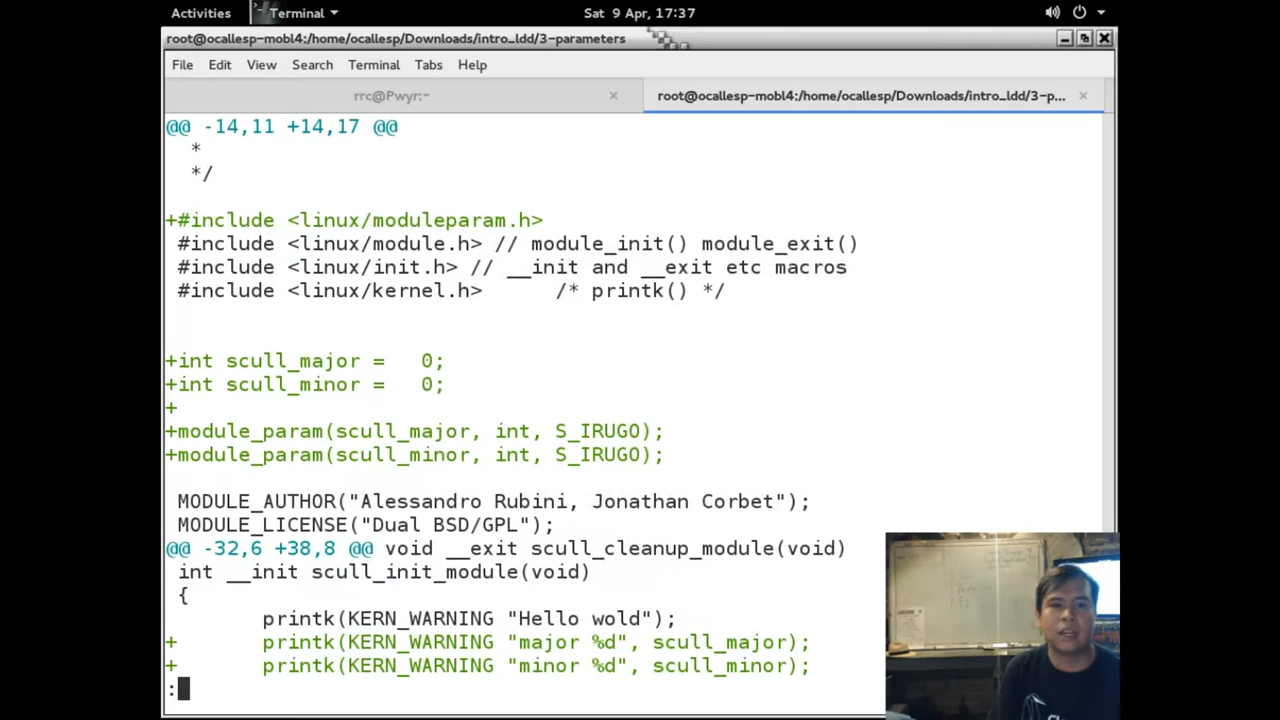 Activities
Terminal
Sat 9 Apr, 17:37
root@ocallesp-mobl4:/home/ocallesp/Downloads/intro_ldd/3-parameters
File Edit View Search Terminal Tabs Help
rrc@Pwyr:~
root@ocallesp-mobl4:/home/ocallesp/Downloads/intro_ldd/3-p...
@@ -14,11 +14,17 @@
*
*/
+#include <linux/moduleparam.h>
#include <linux/module.h> // module_init() module_exit()
#include <linux/init.h> // __init and __exit etc macros
#include <linux/kernel.h> /* printk() */
+int scull_major = 0;
+int scull_minor = 0;
+
+module_param(scull_major, int, S_IRUGO);
+module_param(scull_minor, int, S_IRUGO);
MODULE_AUTHOR("Alessandro Rubini, Jonathan Corbet");
MODULE_LICENSE("Dual BSD/GPL");
@@ -32,6 +38,8 @@ void __exit scull_cleanup_module(void)
int __init scull_init_module(void)
{
printk(KERN_WARNING "Hello wold");
+ printk(KERN_WARNING "major %d", scull_major);
+ printk(KERN_WARNING "minor %d", scull_minor);
: